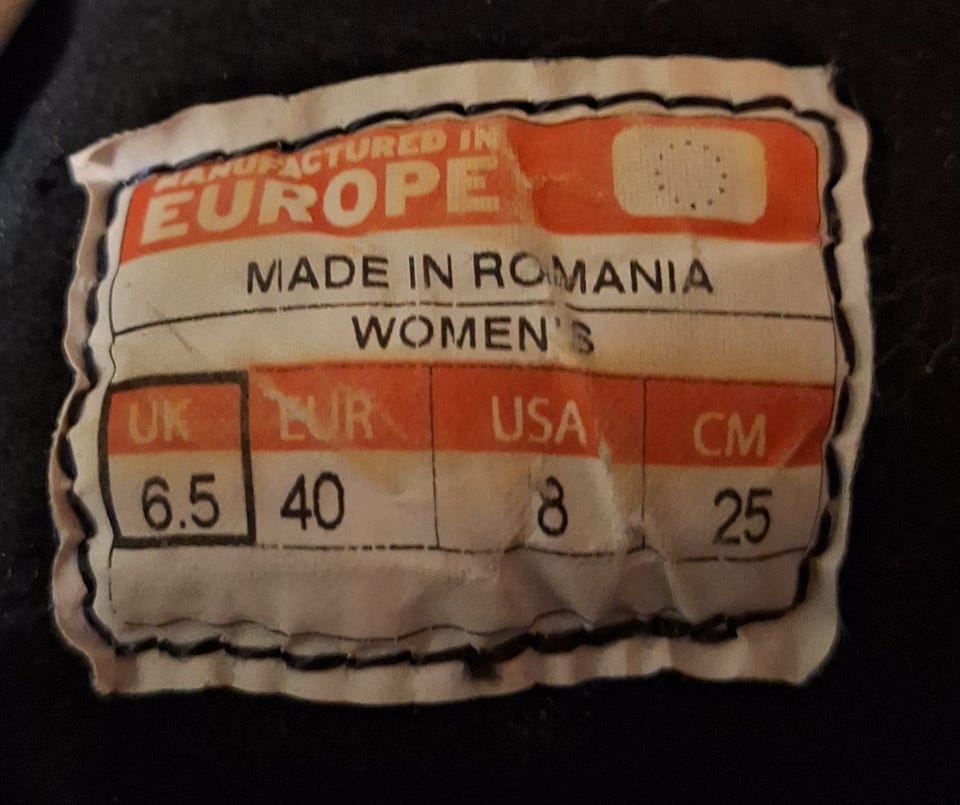 MANUFACTURED IN
EUROPE
MADE IN ROMANIA
WOMEN'S
UK EUR USA CM
6.5 40 8 25